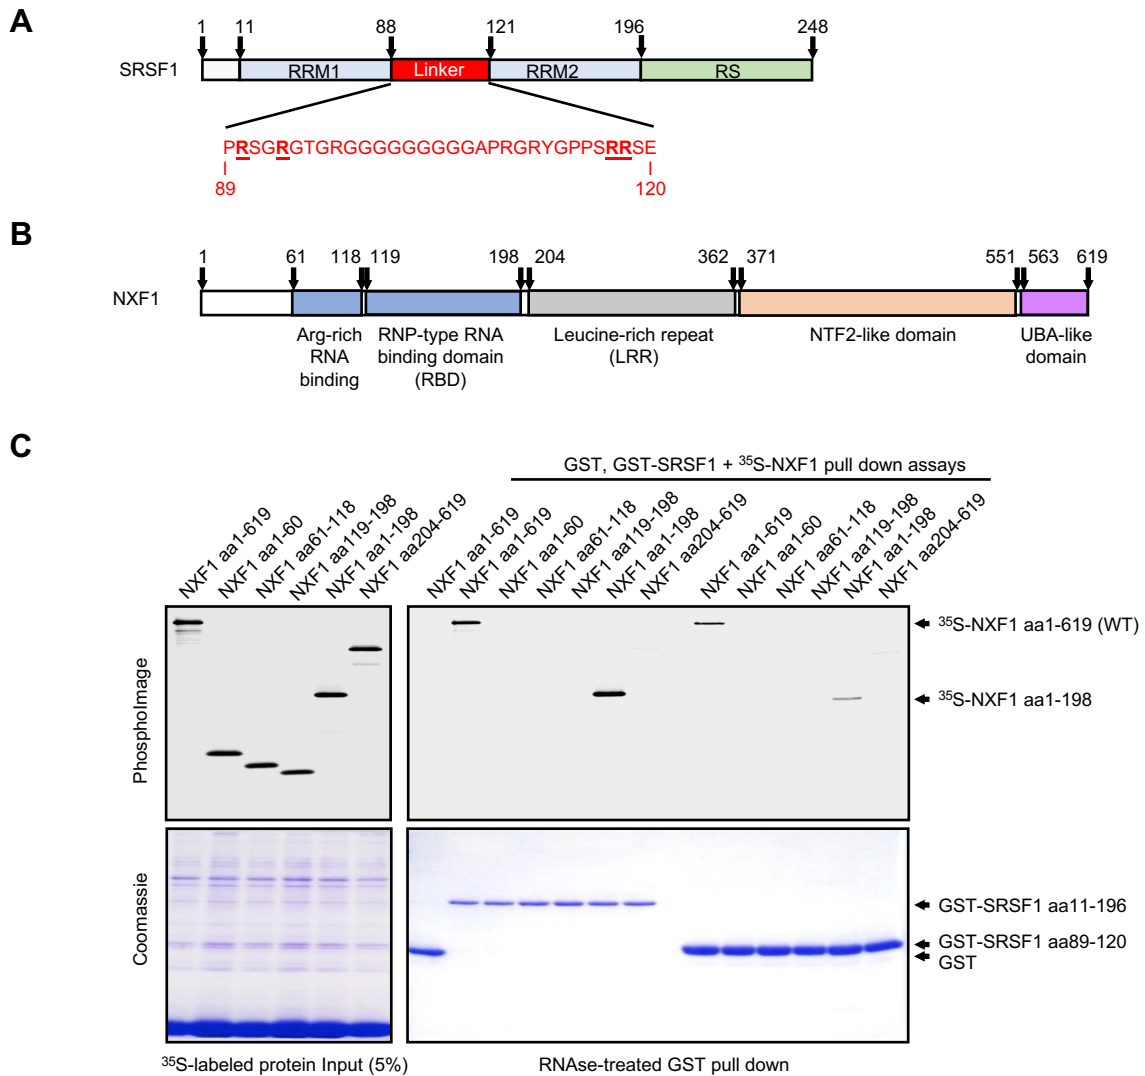 A
1 11 88 121 196 248
SRSF1 RRM1 Linker RRM2 RS
PRSGRGTGRGGGGGGGGGAPRGRYGPPSRRSE
89 120
B
1 61 118 119 198 204 362 371 551 563 619
NXF1
Arg-rich RNA binding
RNP-type RNA binding domain (RBD)
Leucine-rich repeat (LRR)
NTF2-like domain
UBA-like domain
C
GST, GST-SRSF1 + ³⁵S-NXF1 pull down assays
NXF1 aa1-619
NXF1 aa1-60
NXF1 aa61-118
NXF1 aa119-198
NXF1 aa1-198
NXF1 aa204-619
NXF1 aa1-619
NXF1 aa1-619
NXF1 aa1-60
NXF1 aa61-118
NXF1 aa119-198
NXF1 aa1-198
NXF1 aa204-619
NXF1 aa1-619
NXF1 aa1-60
NXF1 aa61-118
NXF1 aa119-198
NXF1 aa1-198
NXF1 aa204-619
PhosphoImage
³⁵S-NXF1 aa1-619 (WT)
³⁵S-NXF1 aa1-198
Coomassie
GST-SRSF1 aa11-196
GST-SRSF1 aa89-120
GST
³⁵S-labeled protein Input (5%)
RNAse-treated GST pull down